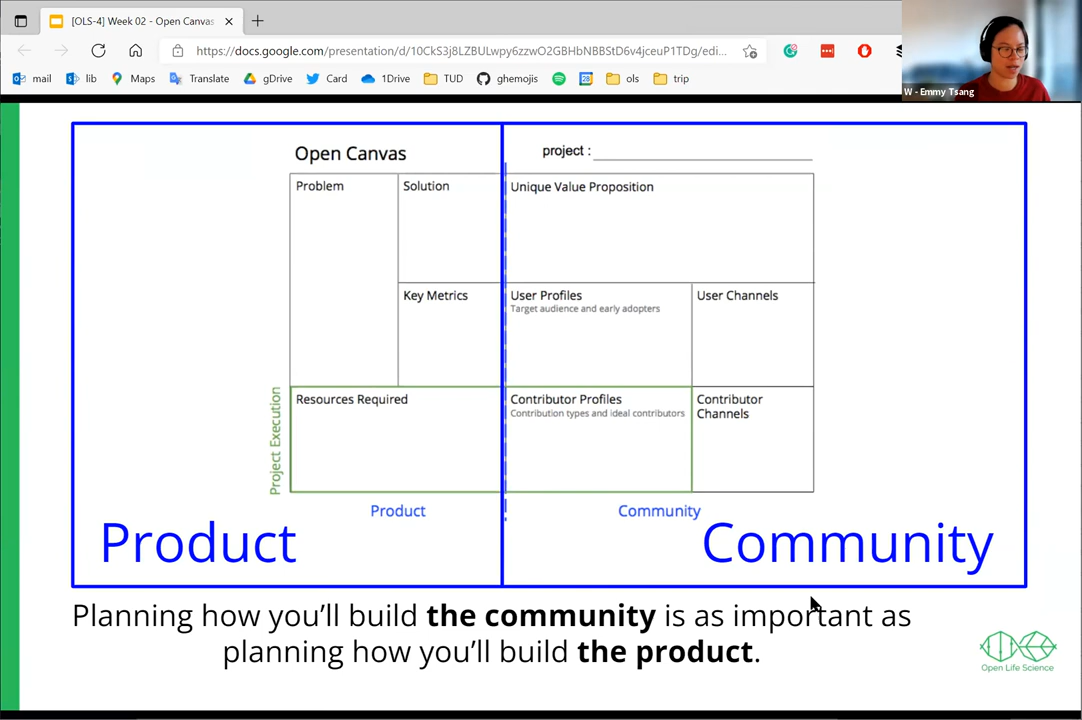 [OLS-4] Week 02 - Open Canvas
https://docs.google.com/presentation/d/10CkS3j8LZBULwpy6zzwO2GBHbNBBStD6v4jceuP1TDg/edi...
mail lib Maps Translate gDrive Card 1Drive TUD ghemojis 28 ols trip
W - Emmy Tsang
Open Canvas
project : ____________________
Problem
Solution
Unique Value Proposition
Key Metrics
User Profiles
Target audience and early adopters
User Channels
Project Execution
Resources Required
Contributor Profiles
Contribution types and ideal contributors
Contributor
Channels
Product
Community
Product
Community
Planning how you’ll build the community is as important as
planning how you’ll build the product.
Open Life Science